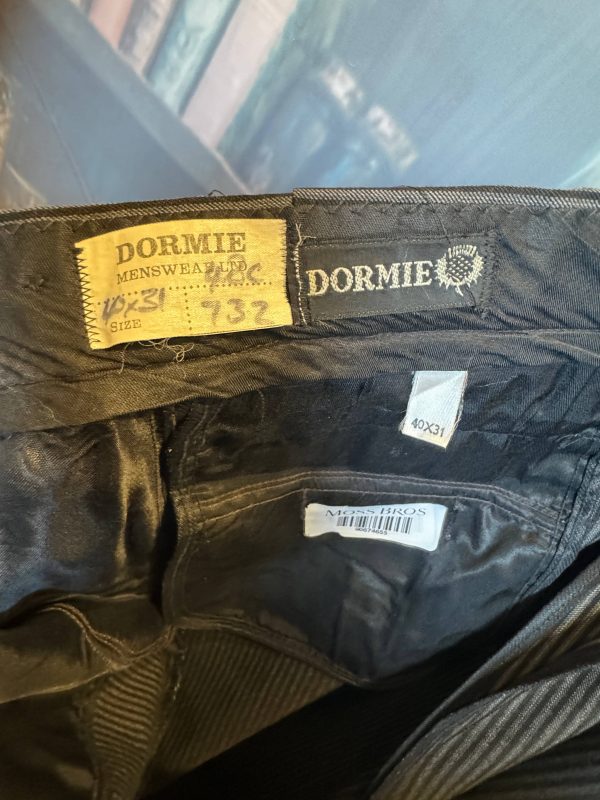 DORMIE
MENSWEAR LTD
40x31
SIZE
732
DORMIE
40X31
MOSS BROS